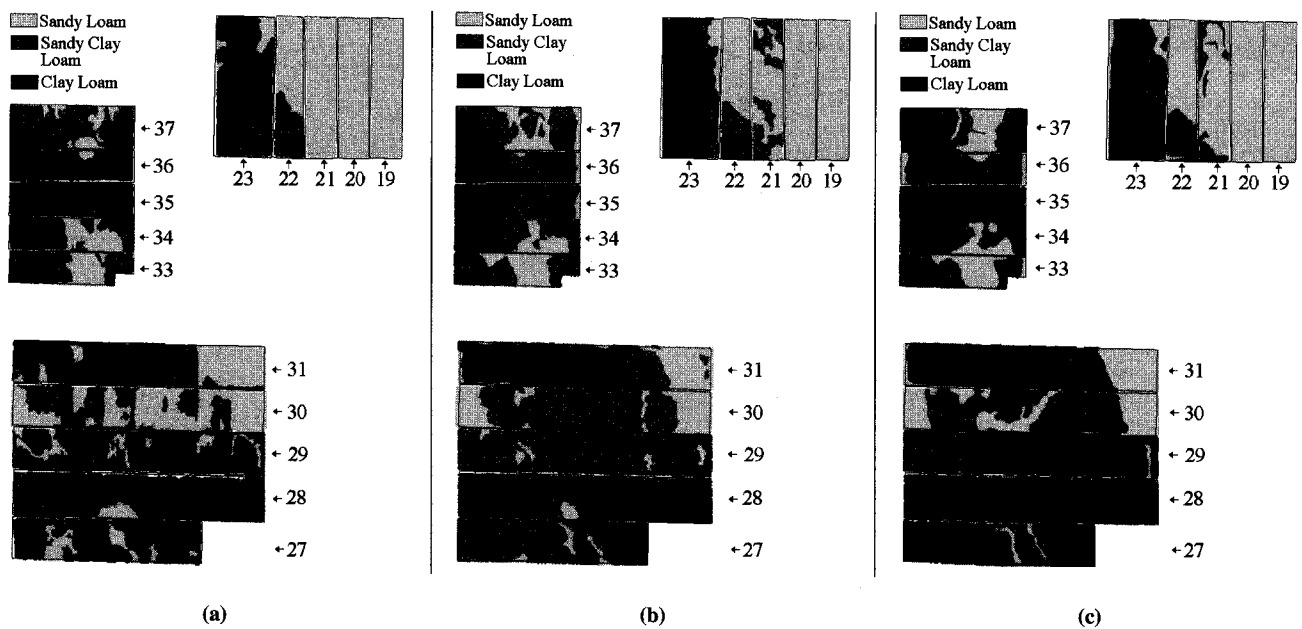 Sandy Loam
Sandy Clay
Loam
Clay Loam
23 22 21 20 19
← 37
← 36
← 35
← 34
← 33
← 31
← 30
← 29
← 28
← 27
(a)
Sandy Loam
Sandy Clay
Loam
Clay Loam
23 22 21 20 19
← 37
← 36
← 35
← 34
← 33
← 31
← 30
← 29
← 28
← 27
(b)
Sandy Loam
Sandy Clay
Loam
Clay Loam
23 22 21 20 19
← 37
← 36
← 35
← 34
← 33
← 31
← 30
← 29
← 28
← 27
(c)